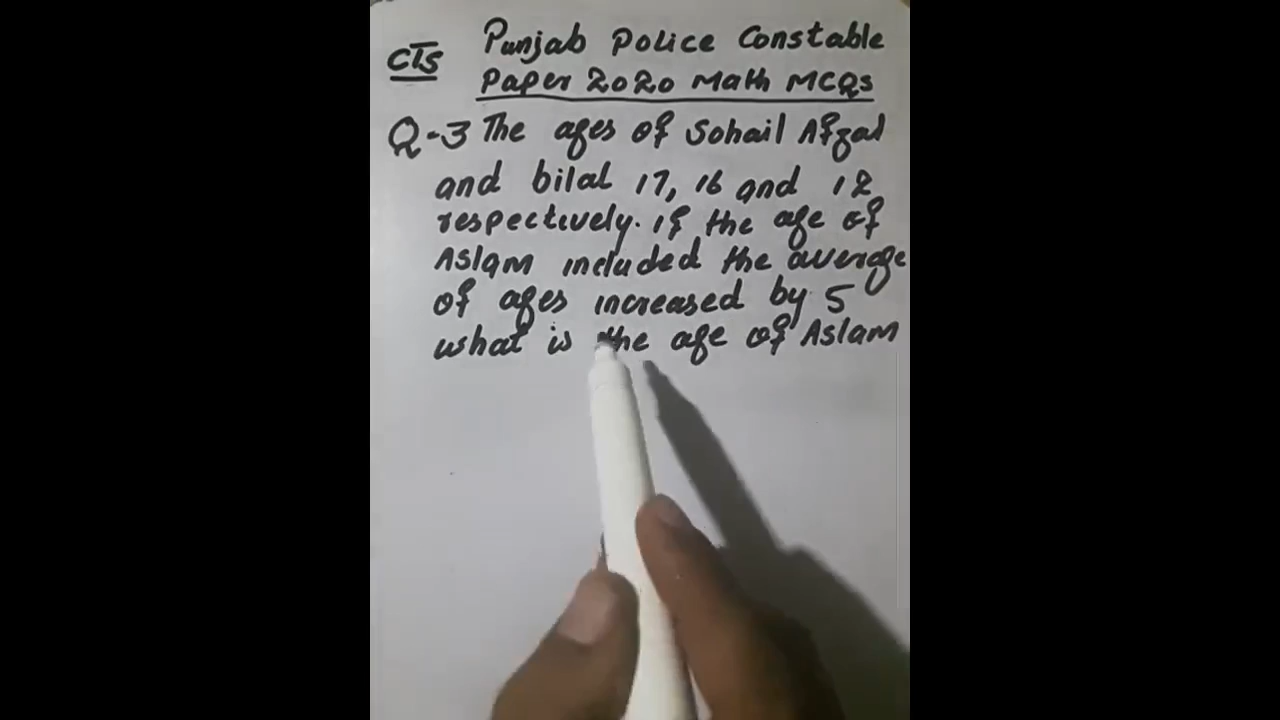 CTS Punjab Police Constable
Paper 2020 Math MCQs
Q-3 The ages of Sohail Afzal
and bilal 17, 16 and 12
respectively. If the age of
Aslam included the average
of ages increased by 5
what is the age of Aslam